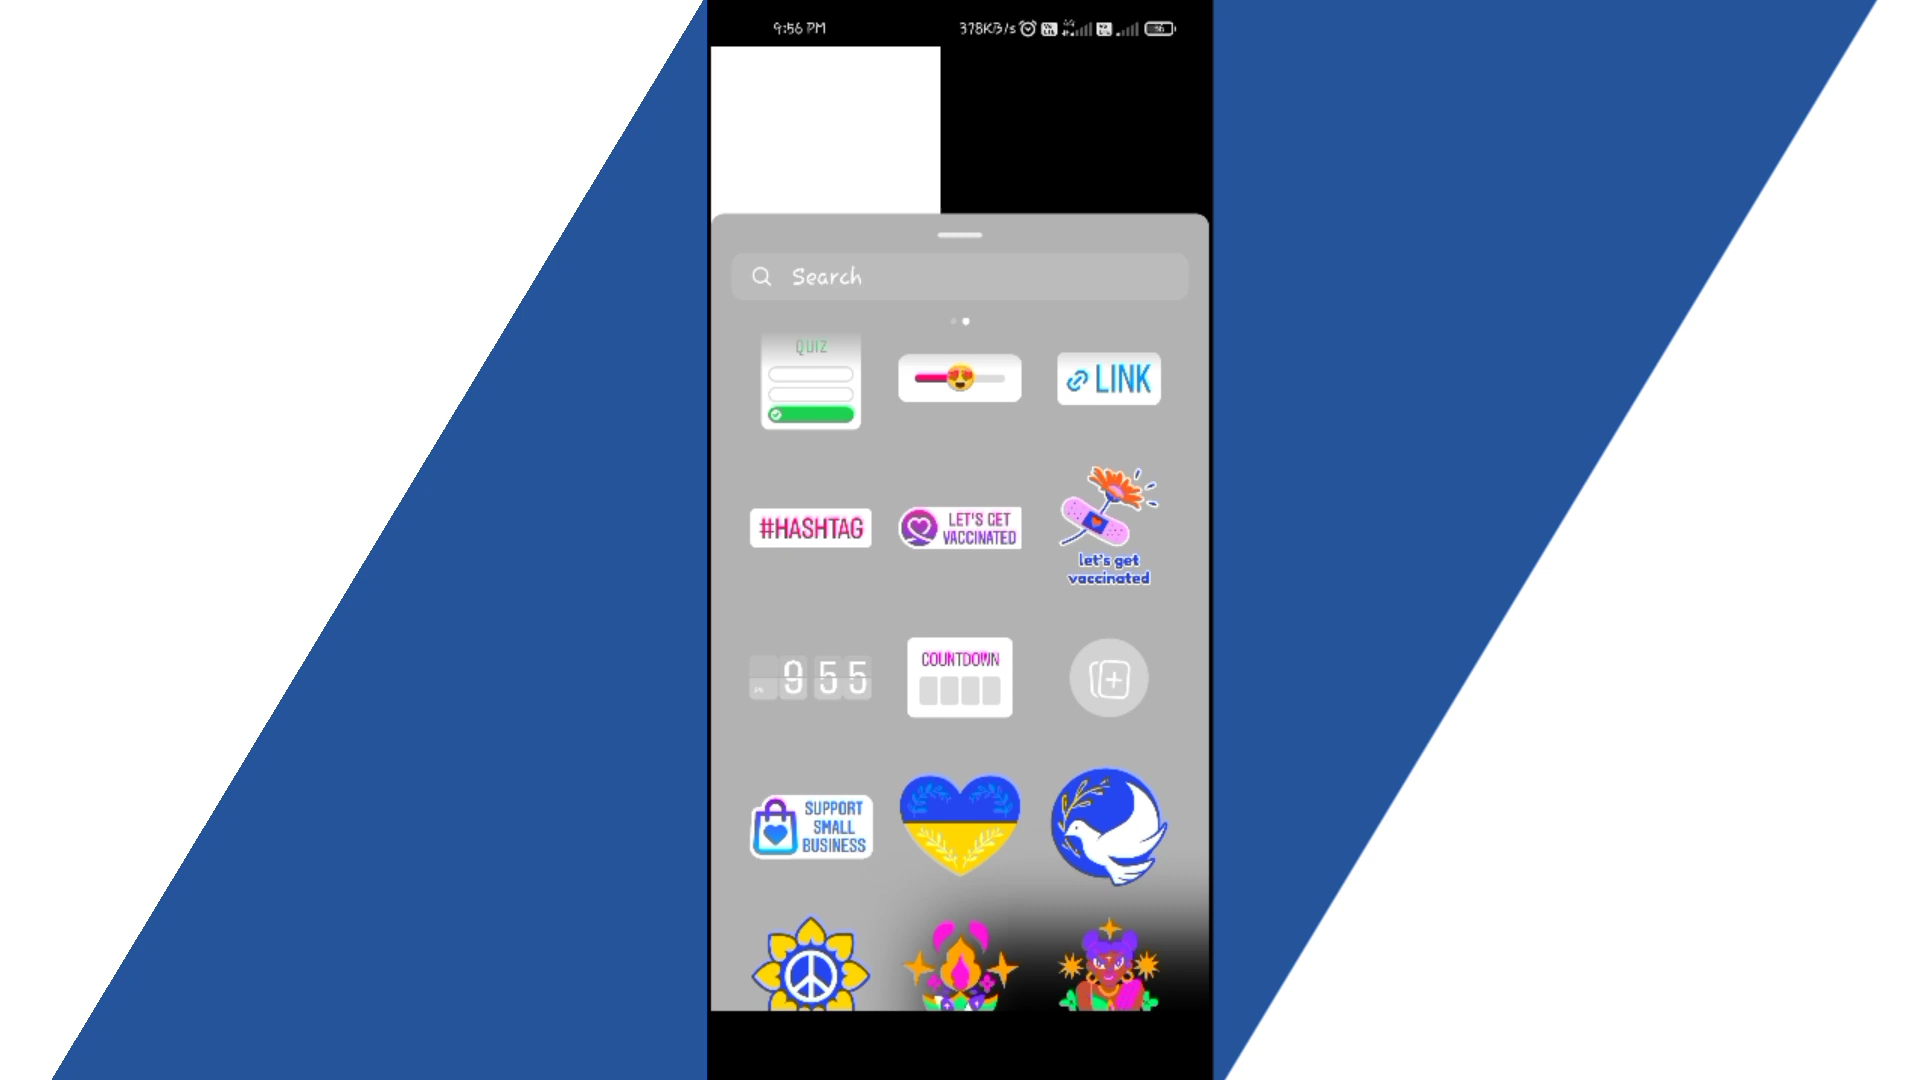 9:56 PM
378KB/s
56
Search
QUIZ
LINK
#HASHTAG
LET'S GET
VACCINATED
let's get
vaccinated
9 55
COUNTDOWN
SUPPORT
SMALL
BUSINESS